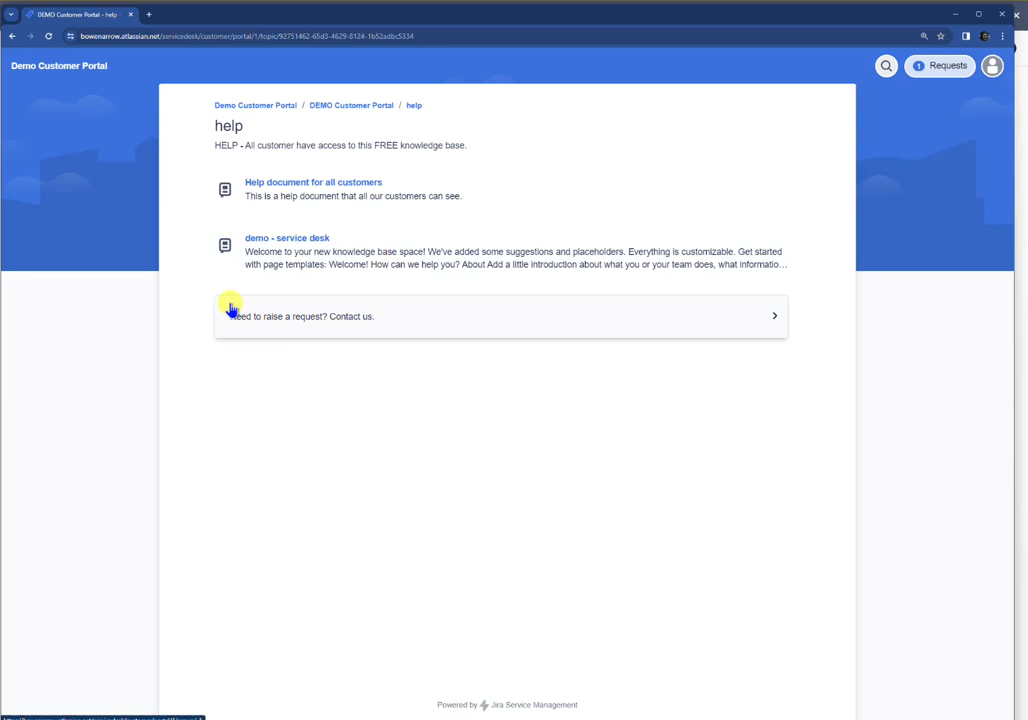 DEMO Customer Portal - help -
bowenarrow.atlassian.net/servicedesk/customer/portal/1/topic/92751462-65d3-4629-8124-1b52adbc5334
Demo Customer Portal
1 Requests
Demo Customer Portal / DEMO Customer Portal / help
help
HELP - All customer have access to this FREE knowledge base.
Help document for all customers
This is a help document that all our customers can see.
demo - service desk
Welcome to your new knowledge base space! We've added some suggestions and placeholders. Everything is customizable. Get started
with page templates: Welcome! How can we help you? About Add a little introduction about what you or your team does, what informatio...
Need to raise a request? Contact us.
Powered by Jira Service Management